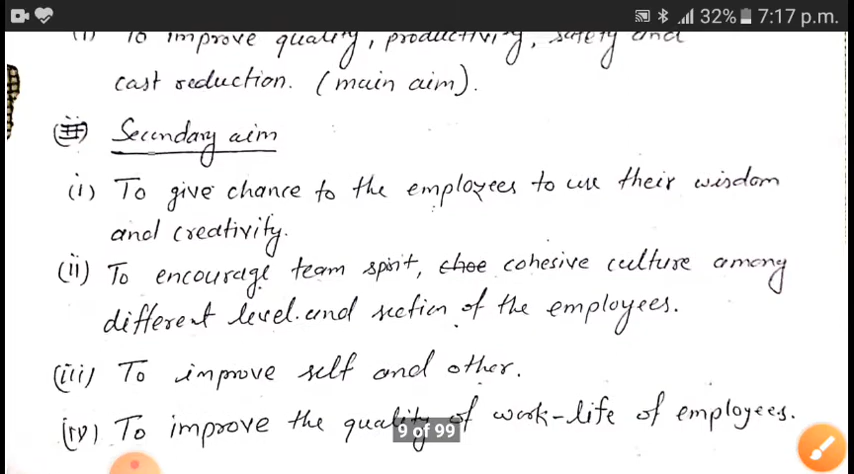 32% 7:17 p.m.
(i) To improve quality, productivity, safety and
cast reduction. (main aim).
(ii) Secondary aim
(i) To give chance to the employees to use their wisdom
and creativity.
(ii) To encourage team spirit, choe cohesive culture among
different level. and section of the employees.
(iii) To improve self and other.
(iv) To improve the quality of work-life of employees.
9 of 99